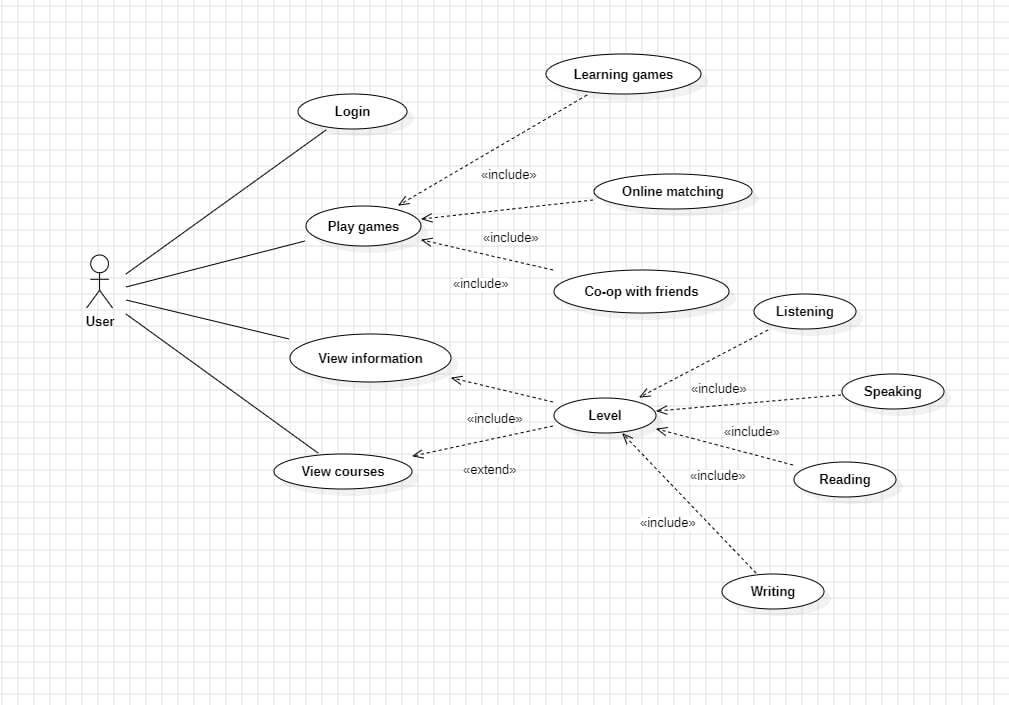 Learning games
Login
«include»
Online matching
Play games
«include»
«include»
Co-op with friends
Listening
User
View information
«include»
Speaking
Level
«include»
«include»
View courses
«extend»
«include»
Reading
«include»
Writing